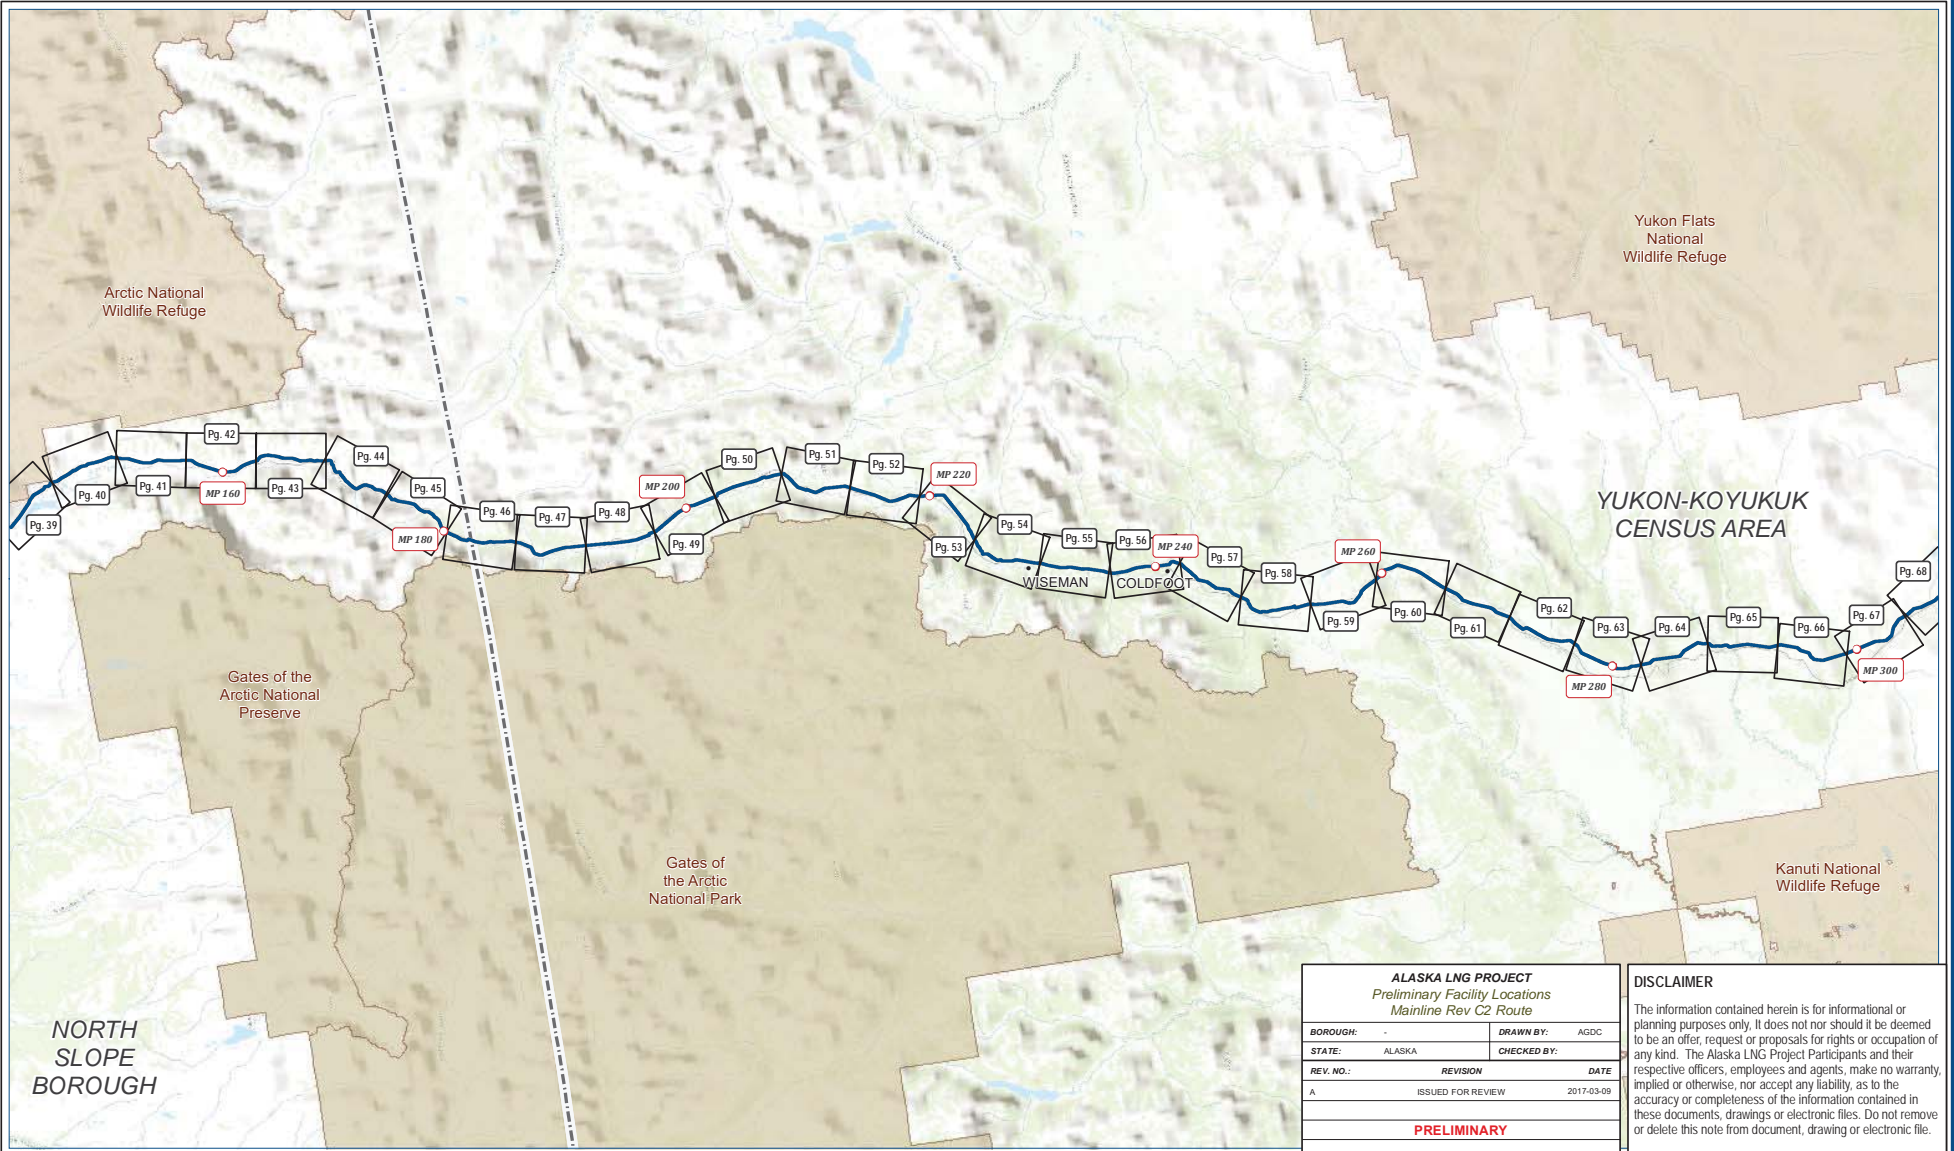 Arctic National
Wildlife Refuge
Yukon Flats
National
Wildlife Refuge
Pg. 39
Pg. 40
Pg. 41
Pg. 42
MP 160
Pg. 43
Pg. 44
Pg. 45
MP 180
Pg. 46
Pg. 47
Pg. 48
MP 200
Pg. 49
Pg. 50
Pg. 51
Pg. 52
MP 220
Pg. 53
Pg. 54
WISEMAN
Pg. 55
Pg. 56
MP 240
COLDFOOT
Pg. 57
Pg. 58
MP 260
Pg. 59
Pg. 60
Pg. 61
Pg. 62
Pg. 63
MP 280
Pg. 64
Pg. 65
Pg. 66
Pg. 67
MP 300
Pg. 68
YUKON-KOYUKUK
CENSUS AREA
Gates of the
Arctic National
Preserve
Gates of
the Arctic
National Park
Kanuti National
Wildlife Refuge
NORTH
SLOPE
BOROUGH
ALASKA LNG PROJECT
Preliminary Facility Locations
Mainline Rev C2 Route
BOROUGH: - DRAWN BY: AGDC
STATE: ALASKA CHECKED BY:
REV. NO.: REVISION DATE
A ISSUED FOR REVIEW 2017-03-09
PRELIMINARY
DISCLAIMER
The information contained herein is for informational or
planning purposes only, It does not nor should it be deemed
to be an offer, request or proposals for rights or occupation of
any kind. The Alaska LNG Project Participants and their
respective officers, employees and agents, make no warranty,
implied or otherwise, nor accept any liability, as to the
accuracy or completeness of the information contained in
these documents, drawings or electronic files. Do not remove
or delete this note from document, drawing or electronic file.